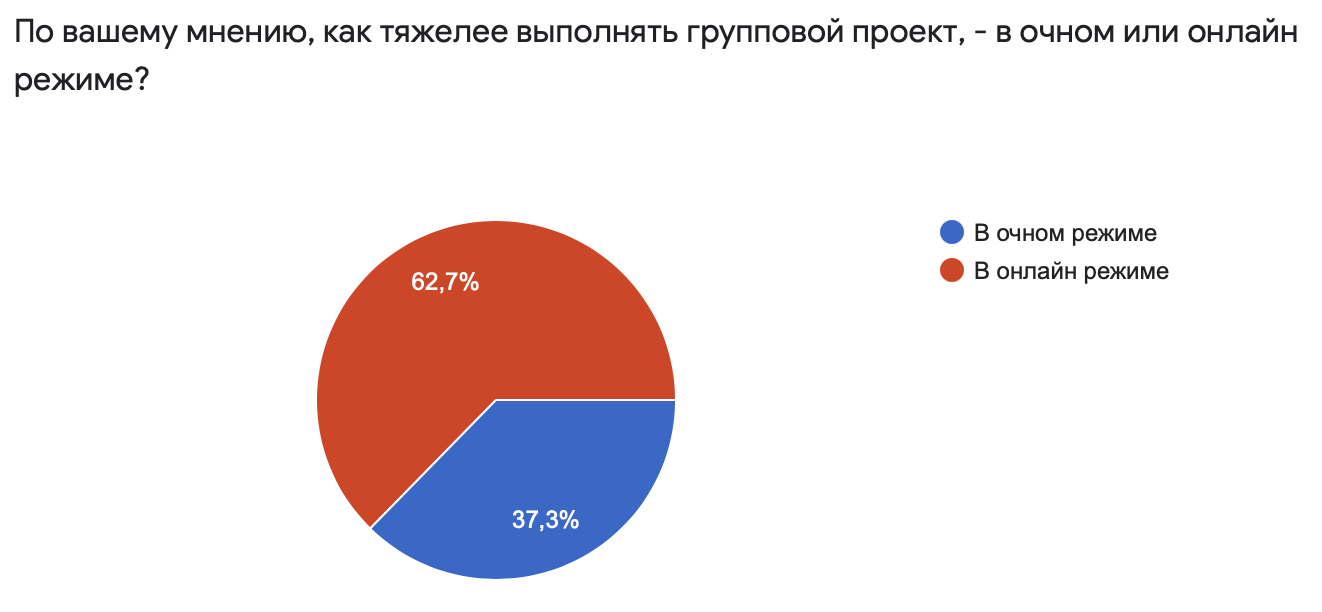 По вашему мнению, как тяжелее выполнять групповой проект, - в очном или онлайн
режиме?
В очном режиме
В онлайн режиме
62,7%
37,3%